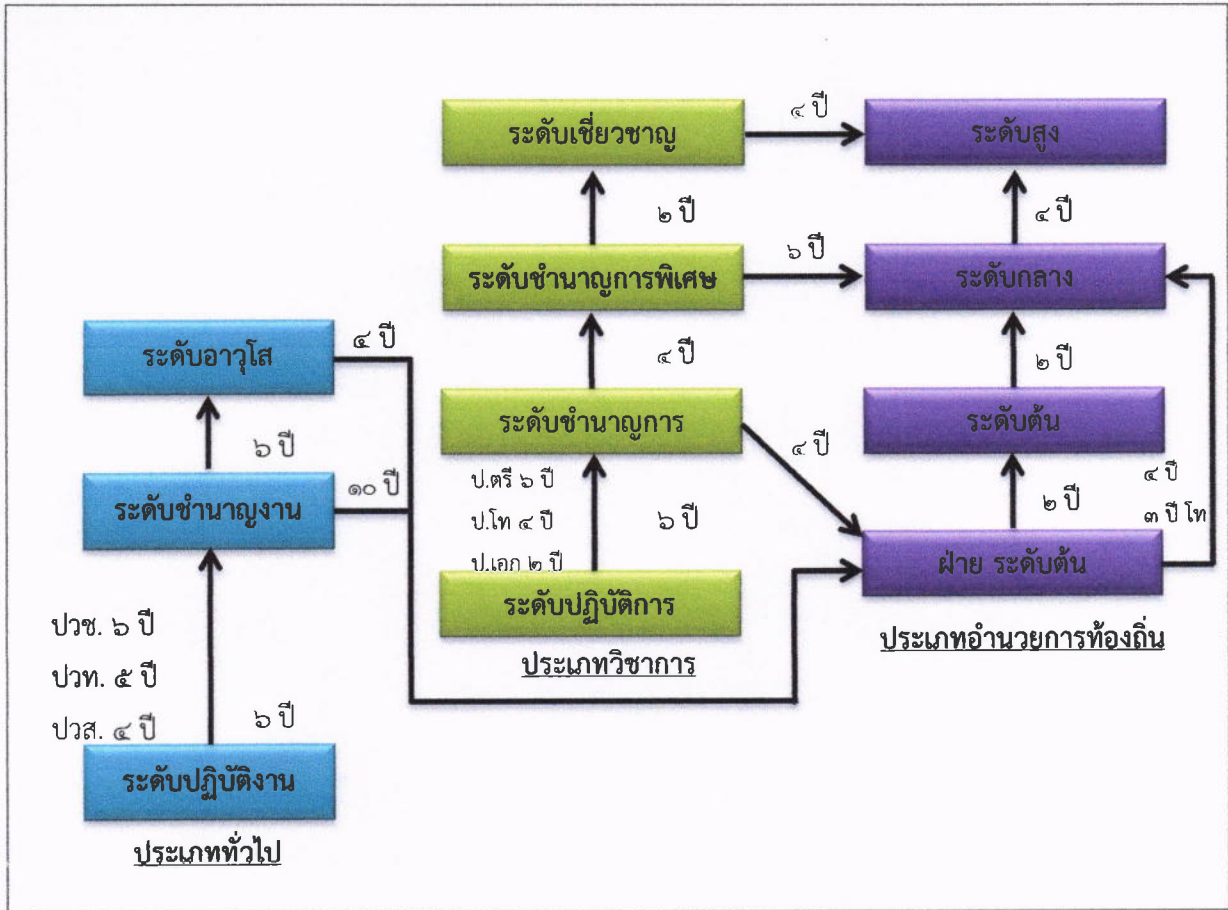 ระดับเชี่ยวชาญ
๔ ปี
ระดับสูง
๒ ปี
๔ ปี
ระดับชำนาญการพิเศษ
๖ ปี
ระดับกลาง
ระดับอาวุโส
๔ ปี
๔ ปี
๒ ปี
ระดับชำนาญการ
ระดับต้น
๖ ปี
๔ ปี
ระดับชำนาญงาน
๑๐ ปี
ป.ตรี ๖ ปี
ป.โท ๔ ปี
ป.เอก ๒ ปี
๖ ปี
๒ ปี
๔ ปี
๓ ปี โท
ฝ่าย ระดับต้น
ระดับปฏิบัติการ
ประเภทวิชาการ
ประเภทอำนวยการท้องถิ่น
ปวช. ๖ ปี
ปวท. ๕ ปี
ปวส. ๔ ปี
๖ ปี
ระดับปฏิบัติงาน
ประเภททั่วไป